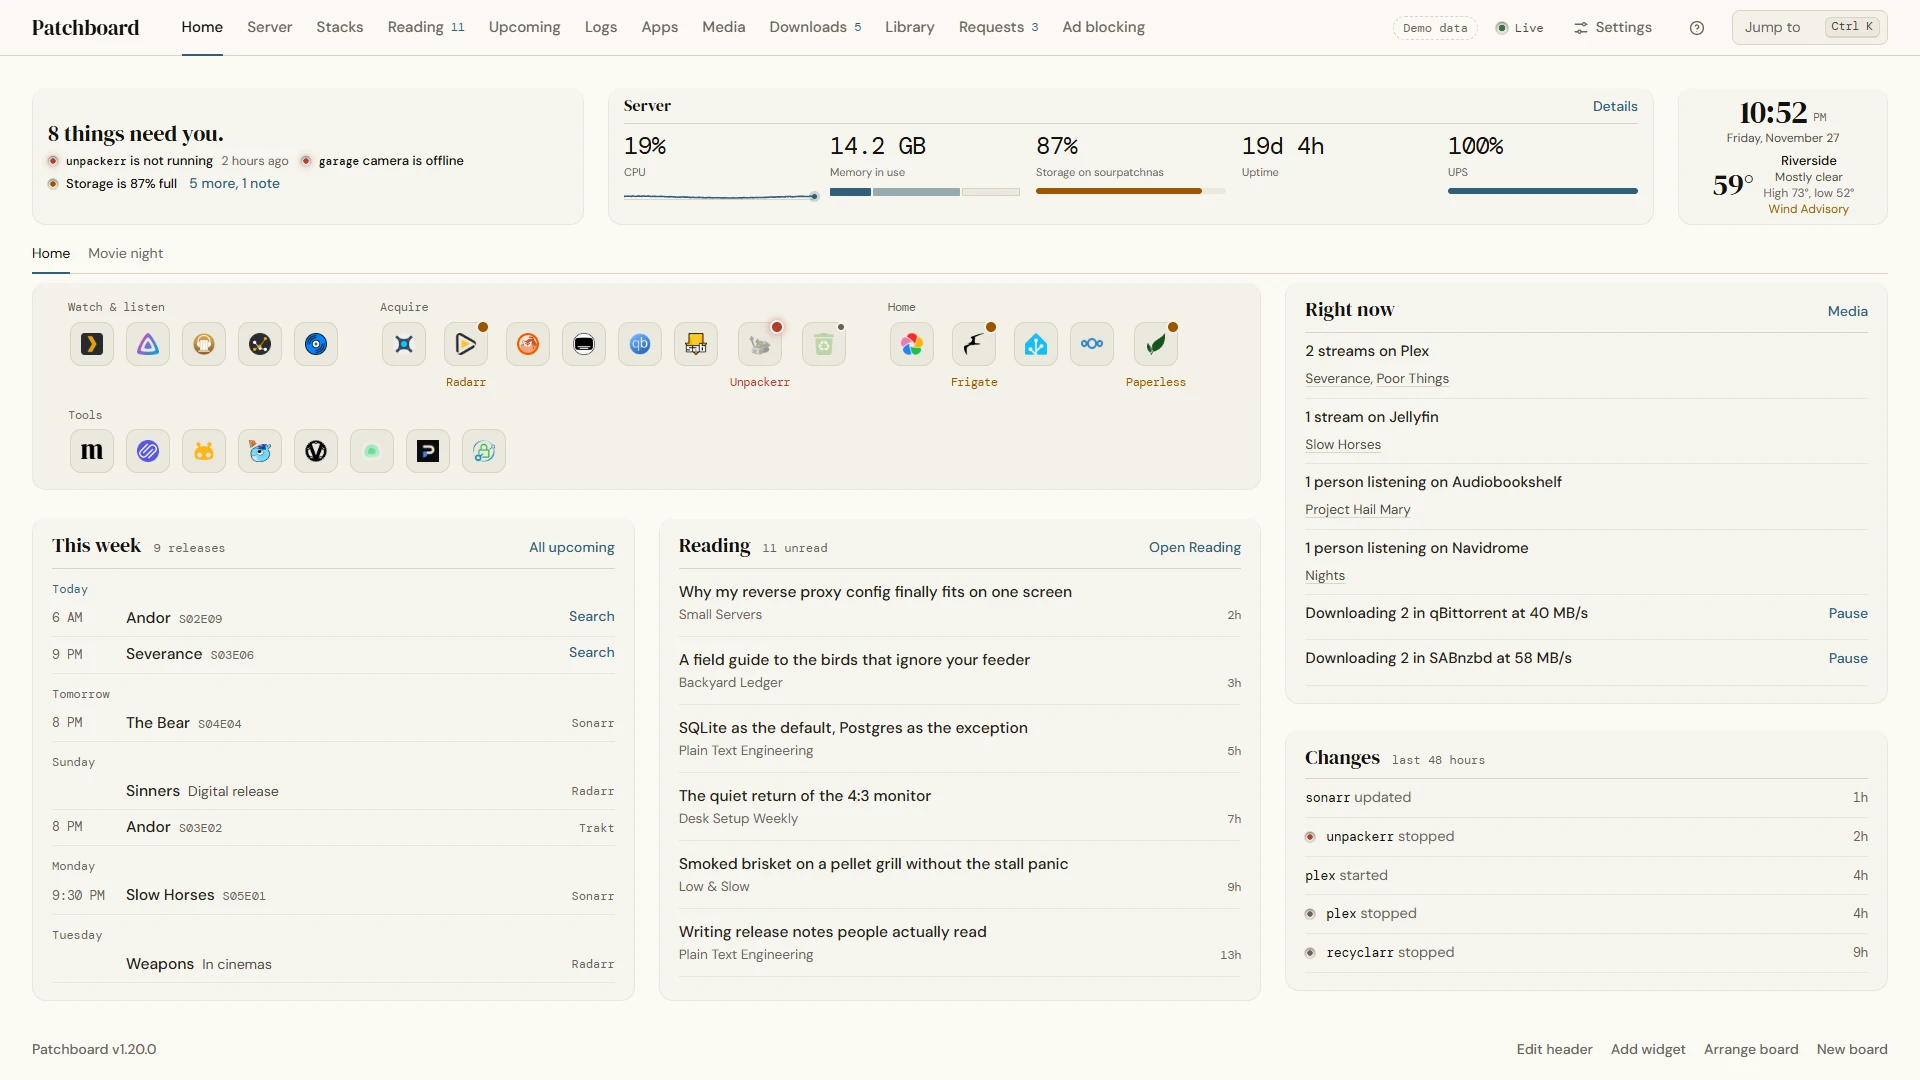 Patchboard
Home Server Stacks Reading 11 Upcoming Logs Apps Media Downloads 5 Library Requests 3 Ad blocking
Demo data Live Settings Jump to Ctrl K
8 things need you.
unpackerr is not running 2 hours ago garage camera is offline
Storage is 87% full 5 more, 1 note
Server Details
19% 14.2 GB 87% 19d 4h 100%
CPU Memory in use Storage on sourpatchnas Uptime UPS
10:52 PM
Friday, November 27
59°
Riverside
Mostly clear
High 73°, low 52°
Wind Advisory
Home Movie night
Watch & listen Acquire Home
Radarr Unpackerr Frigate Paperless
Tools
Right now Media
2 streams on Plex
Severance, Poor Things
1 stream on Jellyfin
Slow Horses
1 person listening on Audiobookshelf
Project Hail Mary
1 person listening on Navidrome
Nights
Downloading 2 in qBittorrent at 40 MB/s Pause
Downloading 2 in SABnzbd at 58 MB/s Pause
This week 9 releases All upcoming
Today
6 AM Andor S02E09 Search
9 PM Severance S03E06 Search
Tomorrow
8 PM The Bear S04E04 Sonarr
Sunday
Sinners Digital release Radarr
8 PM Andor S03E02 Trakt
Monday
9:30 PM Slow Horses S05E01 Sonarr
Tuesday
Weapons In cinemas Radarr
Reading 11 unread Open Reading
Why my reverse proxy config finally fits on one screen
Small Servers 2h
A field guide to the birds that ignore your feeder
Backyard Ledger 3h
SQLite as the default, Postgres as the exception
Plain Text Engineering 5h
The quiet return of the 4:3 monitor
Desk Setup Weekly 7h
Smoked brisket on a pellet grill without the stall panic
Low & Slow 9h
Writing release notes people actually read
Plain Text Engineering 13h
Changes last 48 hours
sonarr updated 1h
unpackerr stopped 2h
plex started 4h
plex stopped 4h
recyclarr stopped 9h
Patchboard v1.20.0
Edit header Add widget Arrange board New board